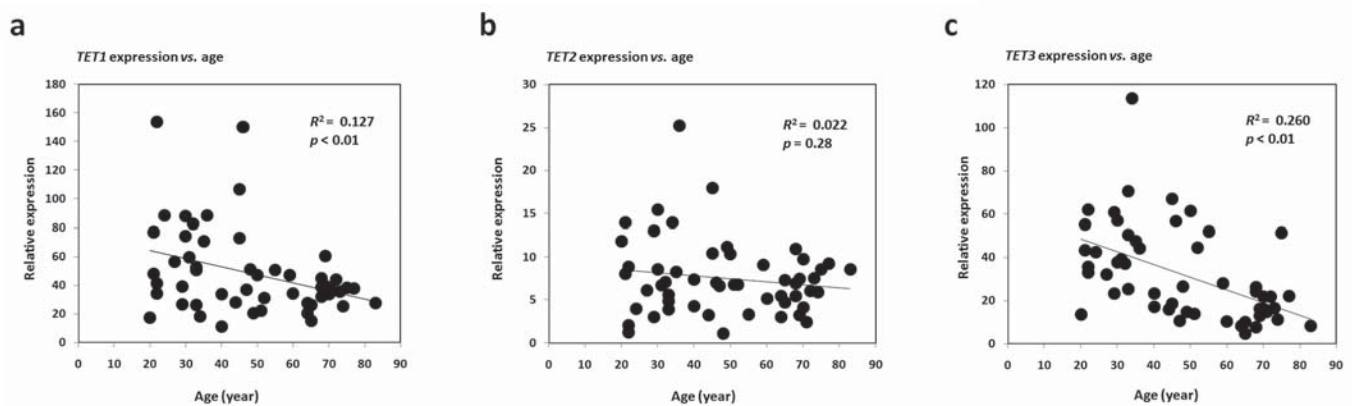 a
TET1 expression vs. age
180
160
140
120
100
80
60
40
20
0
R² = 0.127
p < 0.01
Relative expression
0 10 20 30 40 50 60 70 80 90
Age (year)
b
TET2 expression vs. age
30
25
20
15
10
5
0
R² = 0.022
p = 0.28
Relative expression
0 10 20 30 40 50 60 70 80 90
Age (year)
c
TET3 expression vs. age
120
100
80
60
40
20
0
R² = 0.260
p < 0.01
Relative expression
0 10 20 30 40 50 60 70 80 90
Age (year)